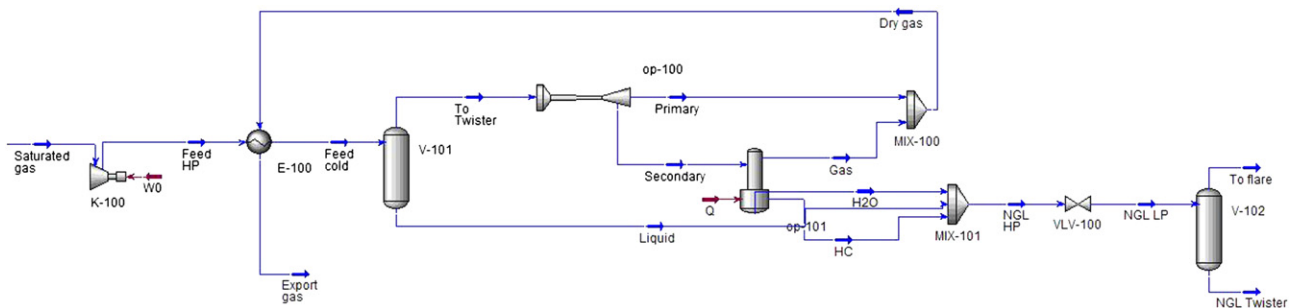 Dry gas
op-100
To
Twister
Primary
MIX-100
Saturated
gas
Feed
HP
E-100
Feed
cold
V-101
K-100
W0
Secondary
Gas
Q
H2O
op-101
Liquid
HC
MIX-101
NGL
HP
VLV-100
NGL LP
To flare
V-102
Export
gas
NGL Twister